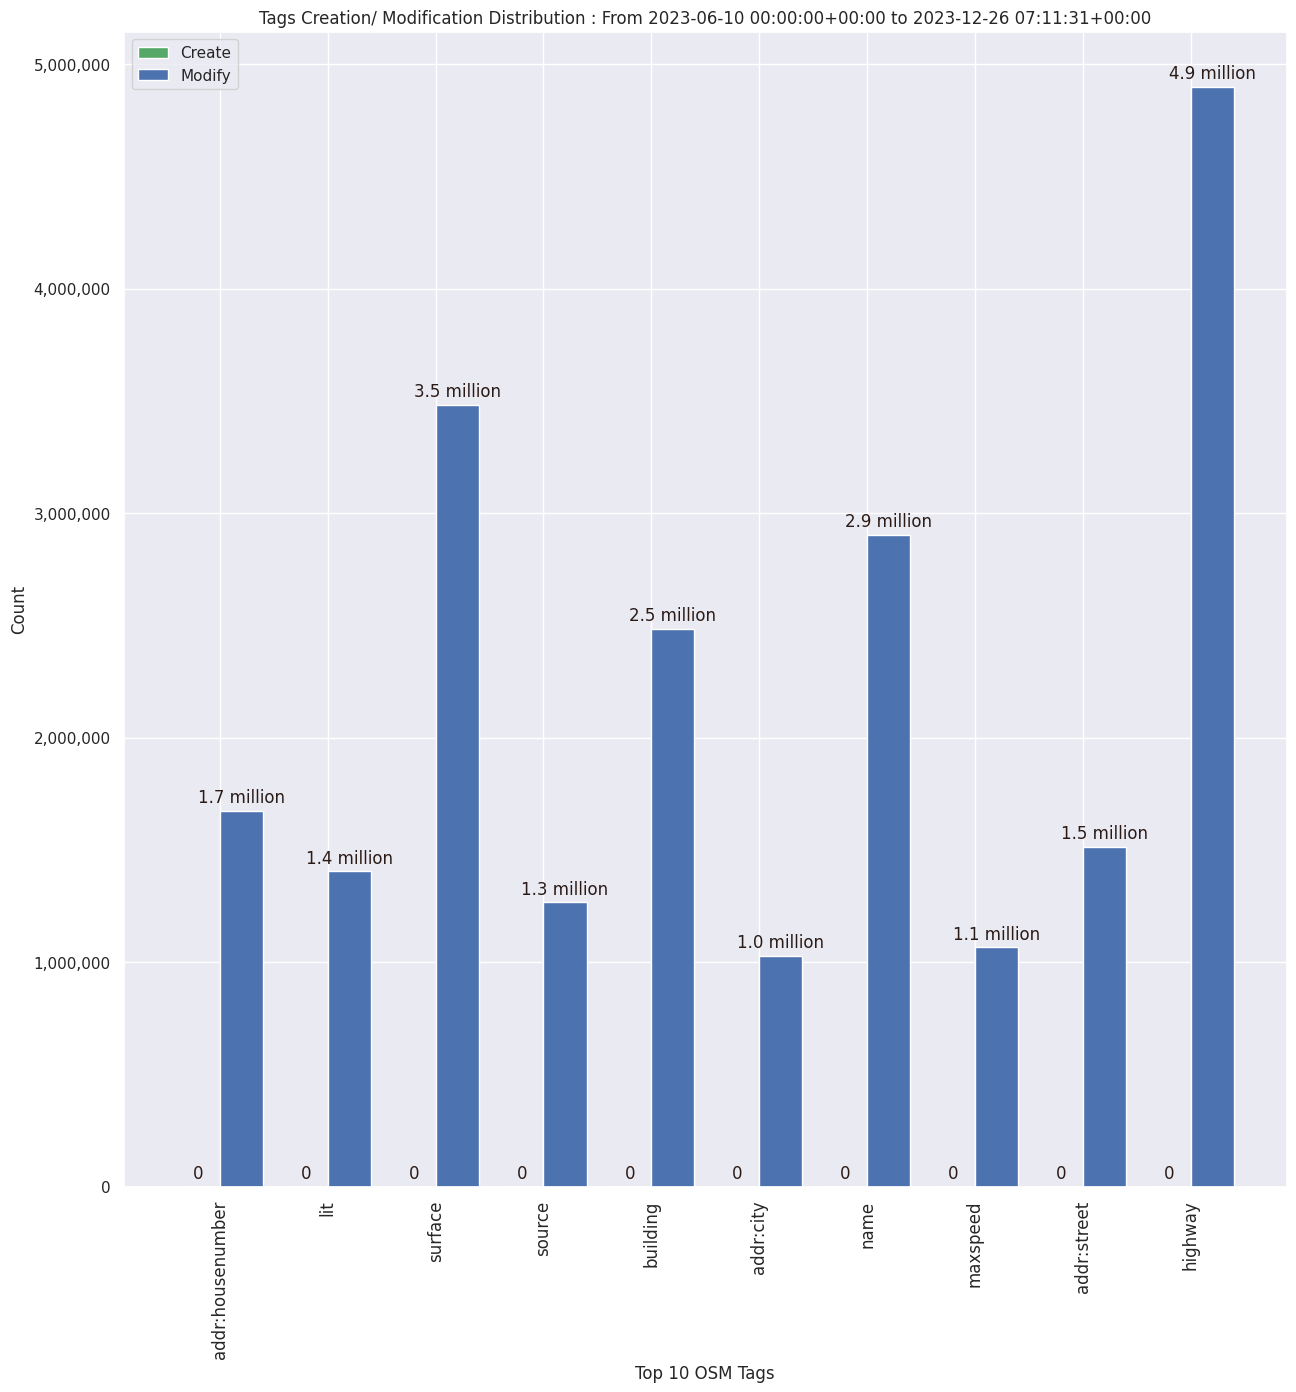 Tags Creation/ Modification Distribution : From 2023-06-10 00:00:00+00:00 to 2023-12-26 07:11:31+00:00
Create
Modify
5,000,000
4,000,000
3,000,000
2,000,000
1,000,000
0
Count
1.7 million
1.4 million
3.5 million
1.3 million
2.5 million
1.0 million
2.9 million
1.1 million
1.5 million
4.9 million
0
0
0
0
0
0
0
0
0
0
addr:housenumber
lit
surface
source
building
addr:city
name
maxspeed
addr:street
highway
Top 10 OSM Tags